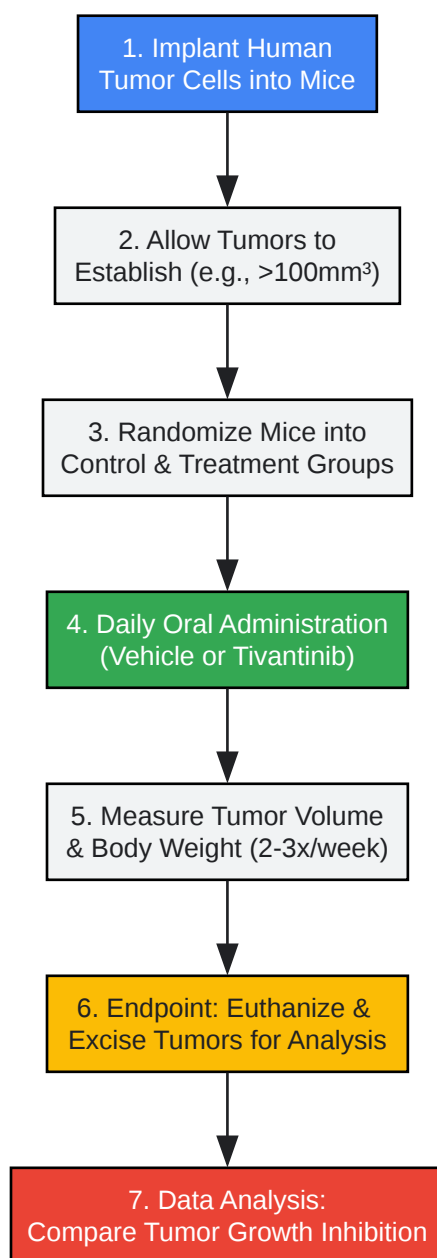 1. Implant Human
Tumor Cells into Mice
2. Allow Tumors to
Establish (e.g., >100mm³)
3. Randomize Mice into
Control & Treatment Groups
4. Daily Oral Administration
(Vehicle or Tivantinib)
5. Measure Tumor Volume
& Body Weight (2-3x/week)
6. Endpoint: Euthanize &
Excise Tumors for Analysis
7. Data Analysis:
Compare Tumor Growth Inhibition